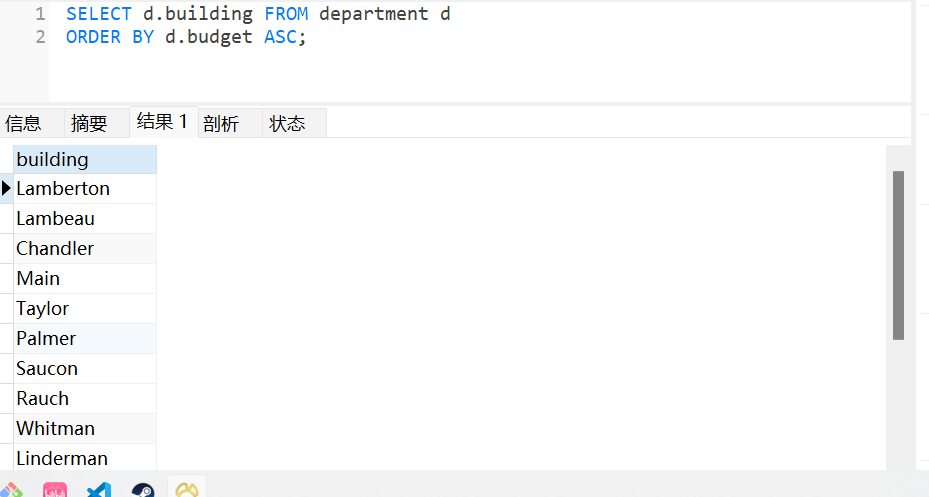 1 SELECT d.building FROM department d
2 ORDER BY d.budget ASC;
信息 摘要 结果 1 剖析 状态
building
Lamberton
Lambeau
Chandler
Main
Taylor
Palmer
Saucon
Rauch
Whitman
Linderman